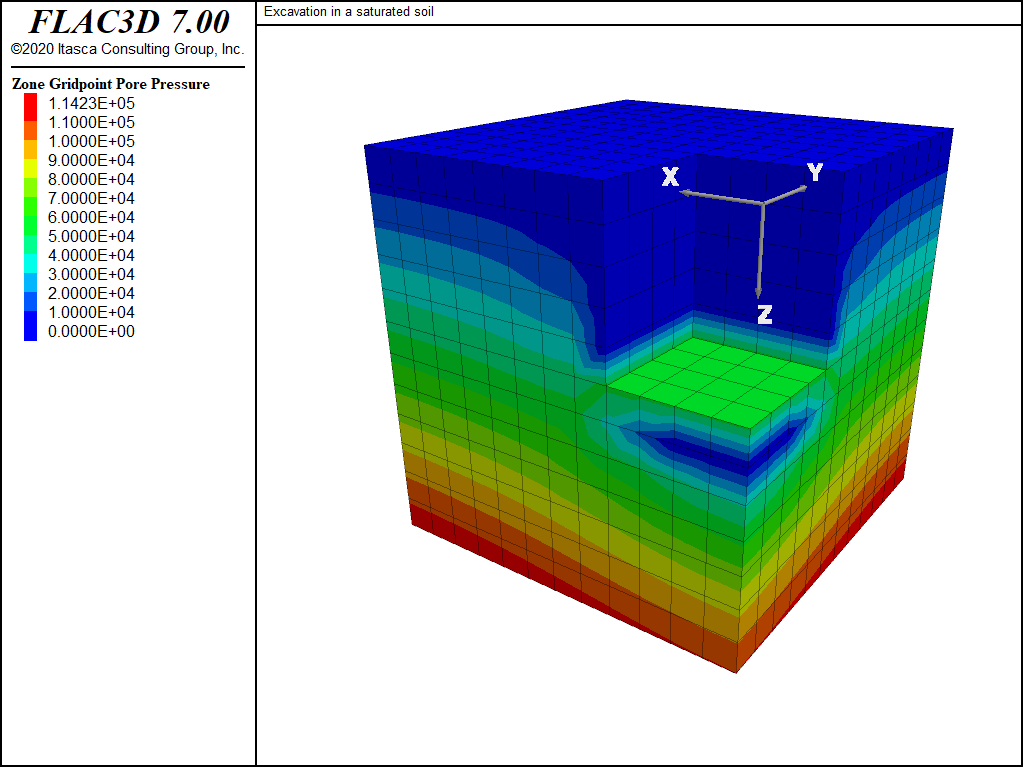 FLAC3D 7.00
©2020 Itasca Consulting Group, Inc.
Zone Gridpoint Pore Pressure
1.1423E+05
1.1000E+05
1.0000E+05
9.0000E+04
8.0000E+04
7.0000E+04
6.0000E+04
5.0000E+04
4.0000E+04
3.0000E+04
2.0000E+04
1.0000E+04
0.0000E+00
Excavation in a saturated soil
X
Y
Z